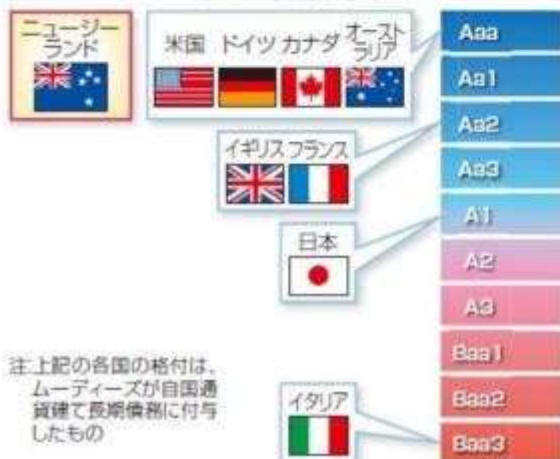 ニュージー
ランド
米国 ドイツ カナダ オースト
ラリア
Aaa
Aa1
Aa2
イギリス フランス
Aa3
A1
日本
A2
A3
Baa1
注:上記の各国の格付は、
ムーディーズが自国通
貨建て長期債務に付与
したもの
イタリア
Baa2
Baa3